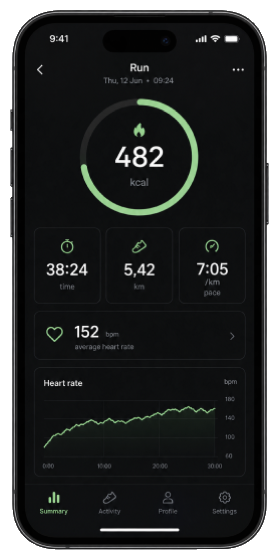 9:41
Run
Thu, 12 Jun • 09:24
482
kcal
38:24
time
5,42
km
7:05
/km
pace
152 bpm
average heart rate
Heart rate
bpm
180
140
100
60
0:00 10:00 20:00 30:00
Summary Activity Profile Settings